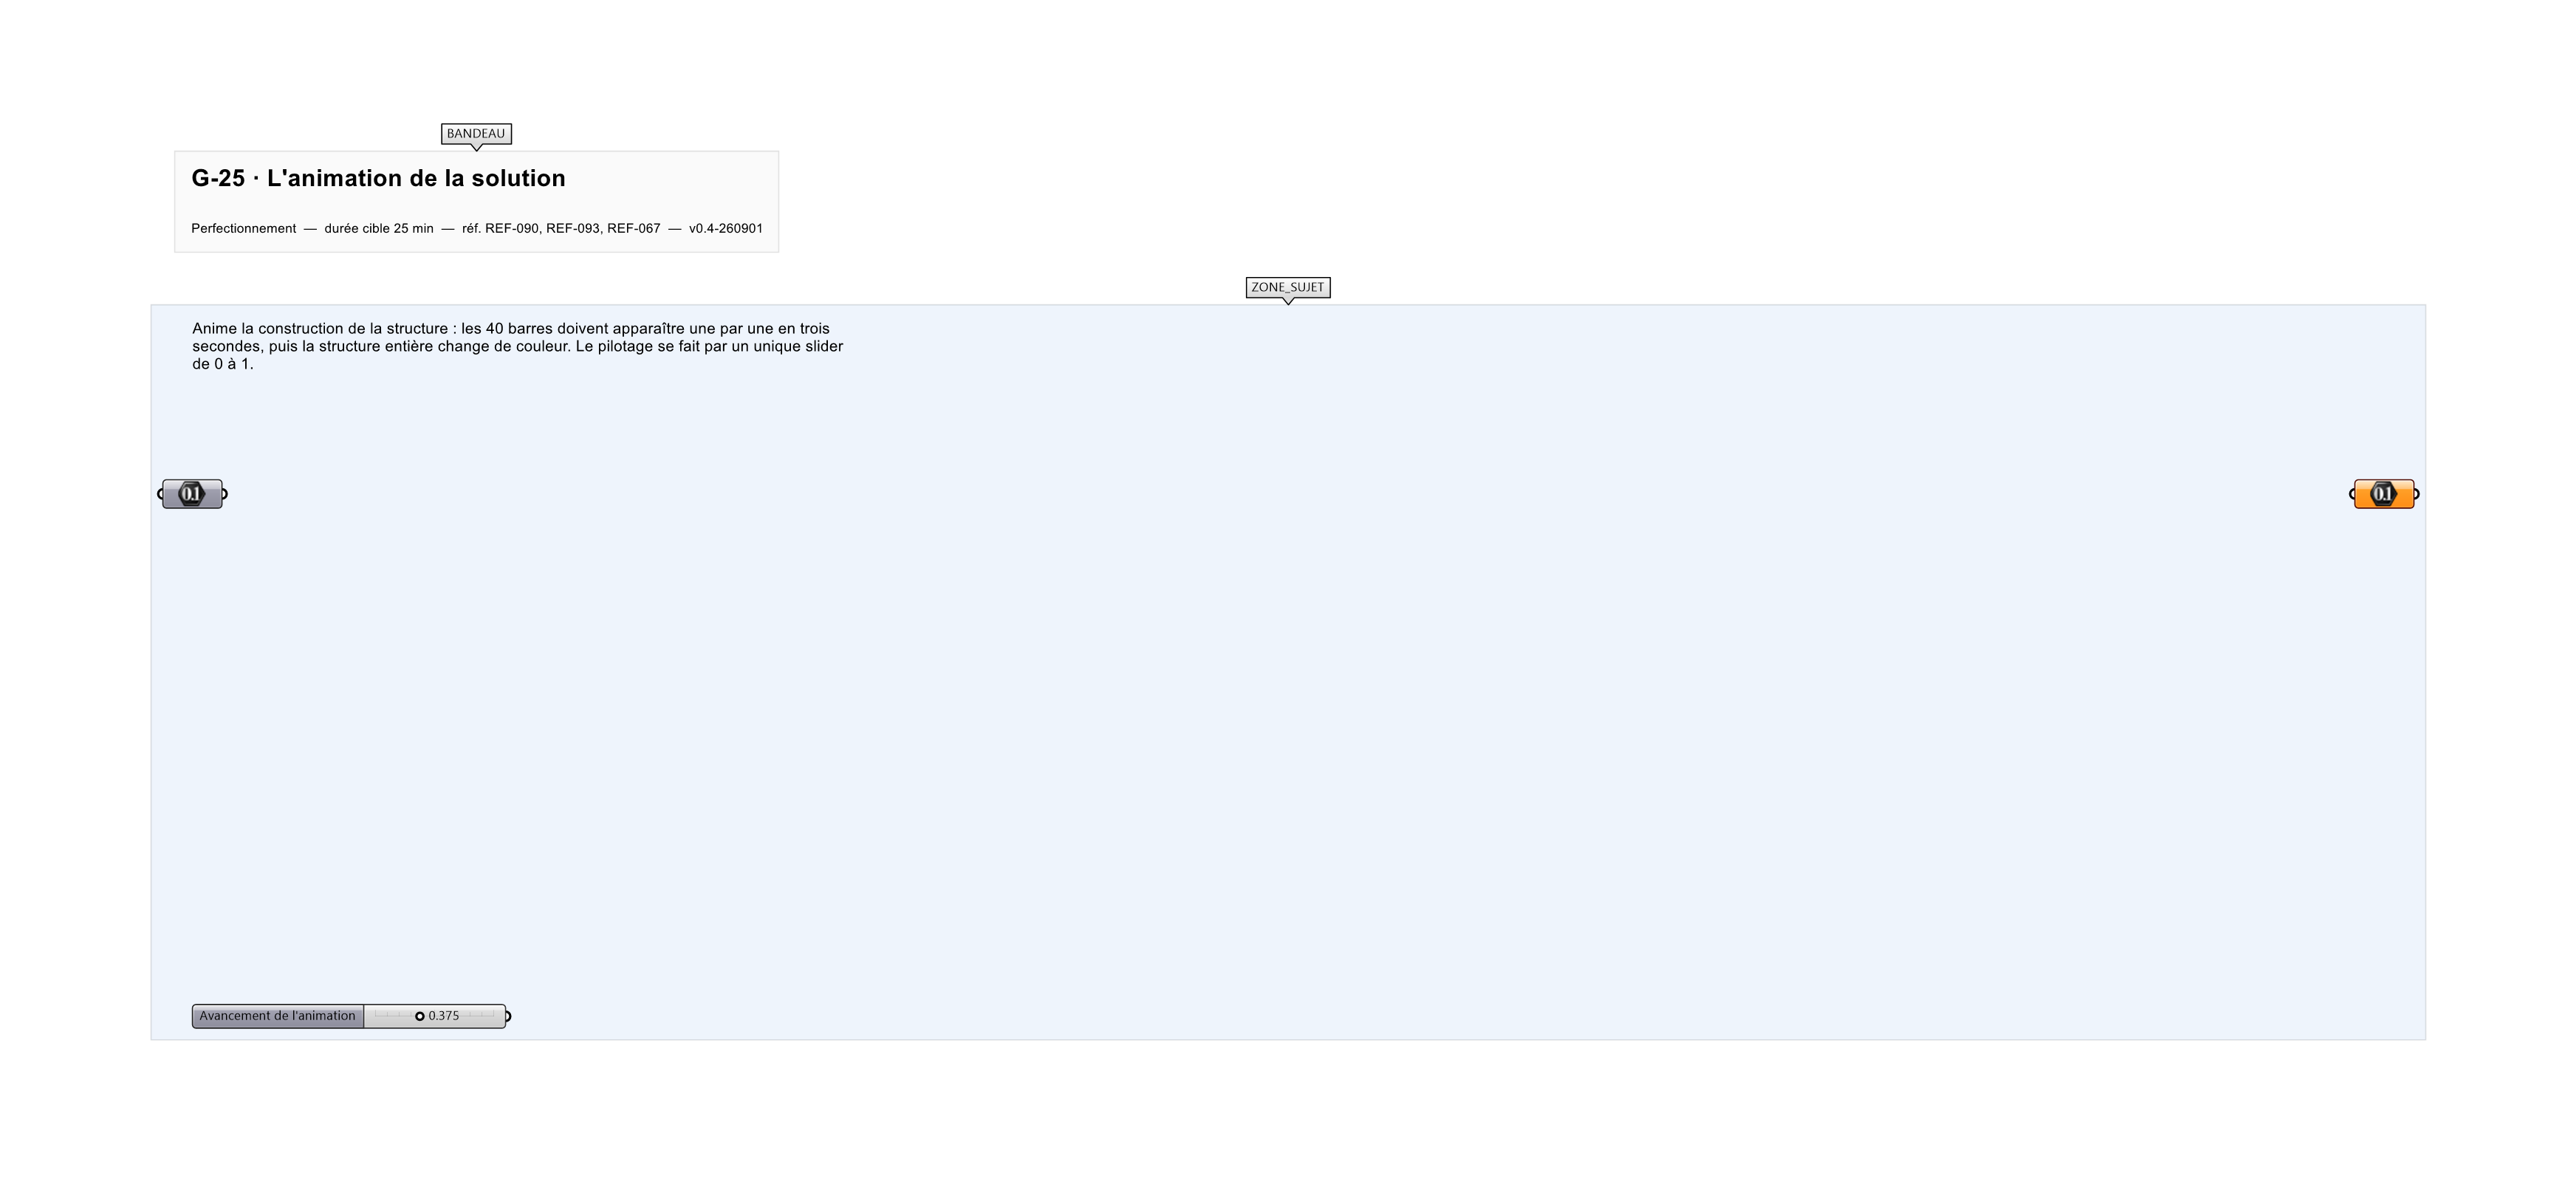 BANDEAU
G-25 · L'animation de la solution
Perfectionnement — durée cible 25 min — réf. REF-090, REF-093, REF-067 — v0.4-260901
ZONE_SUJET
Anime la construction de la structure : les 40 barres doivent apparaître une par une en trois
secondes, puis la structure entière change de couleur. Le pilotage se fait par un unique slider
de 0 à 1.
0.1
0.1
Avancement de l'animation 0.375